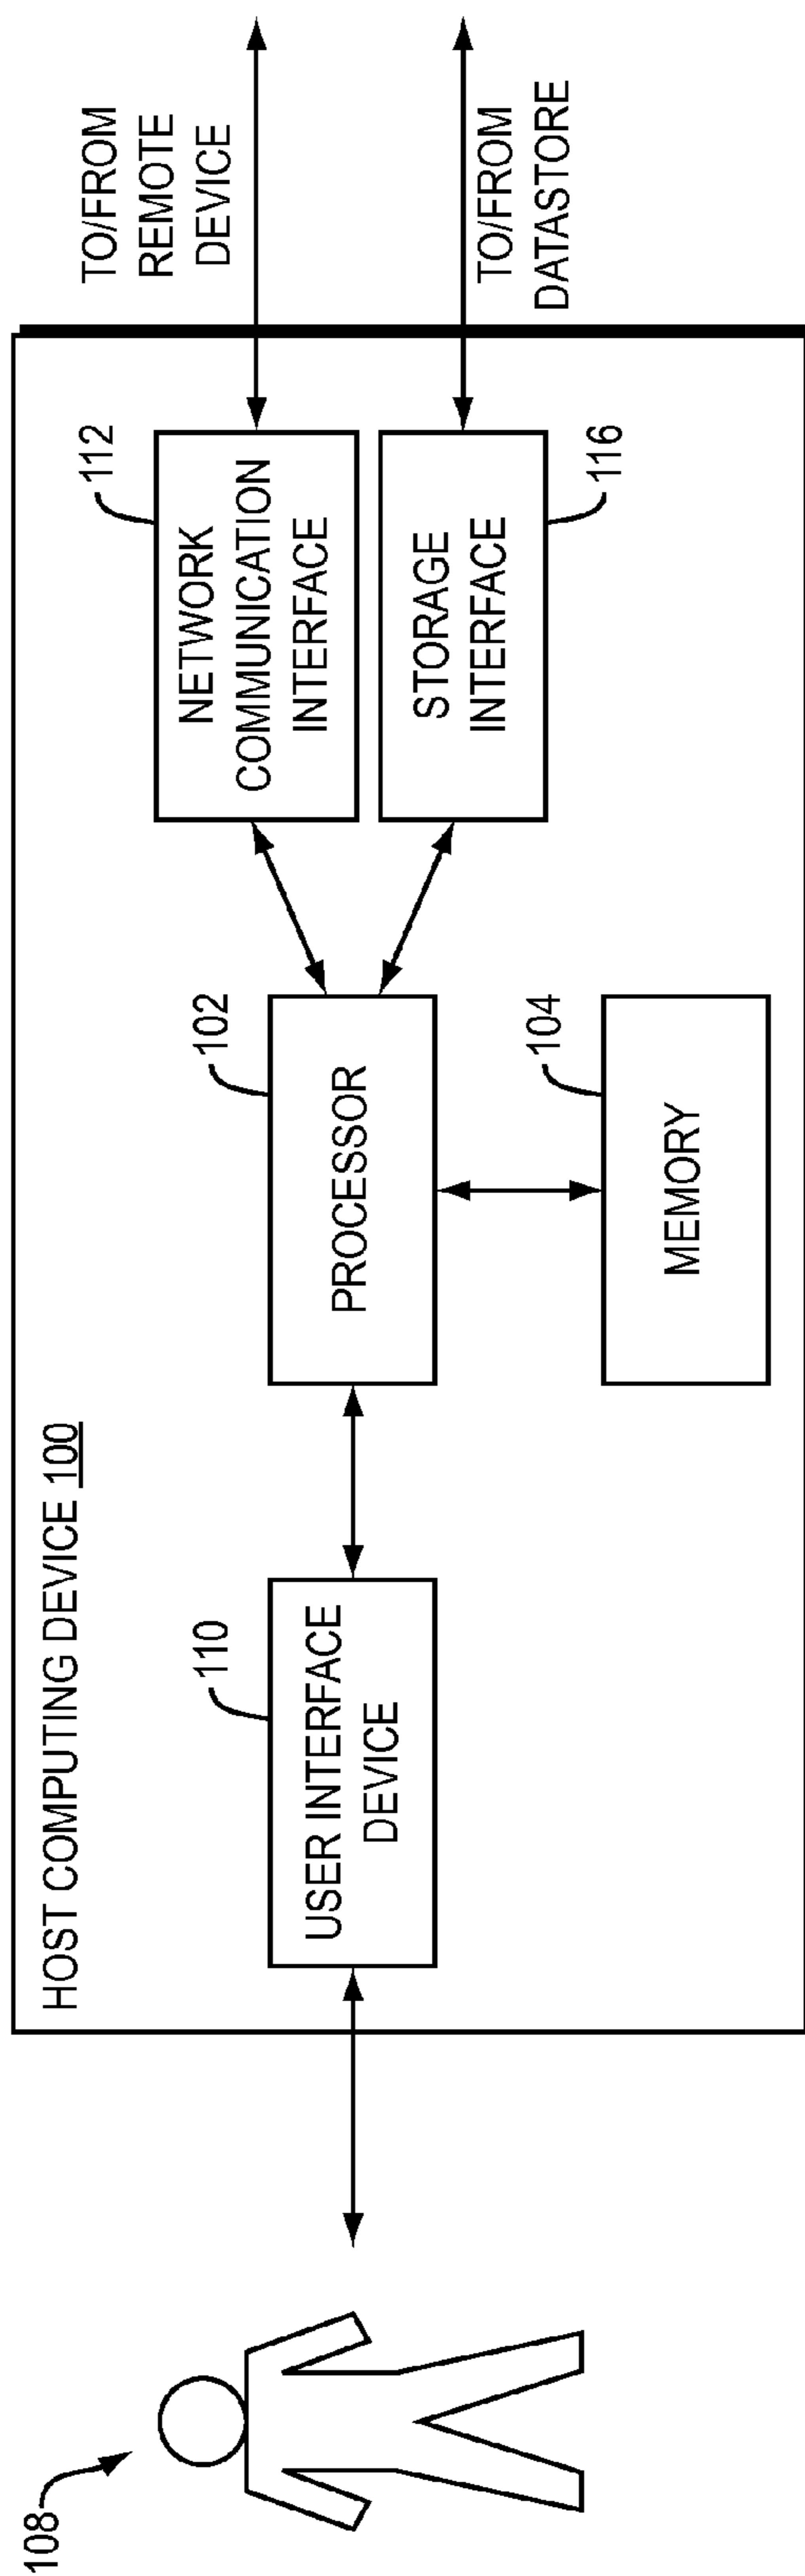 HOST COMPUTING DEVICE 100
108
110
USER INTERFACE
DEVICE
102
PROCESSOR
104
MEMORY
112
NETWORK
COMMUNICATION
INTERFACE
116
STORAGE
INTERFACE
TO/FROM
REMOTE
DEVICE
TO/FROM
DATASTORE